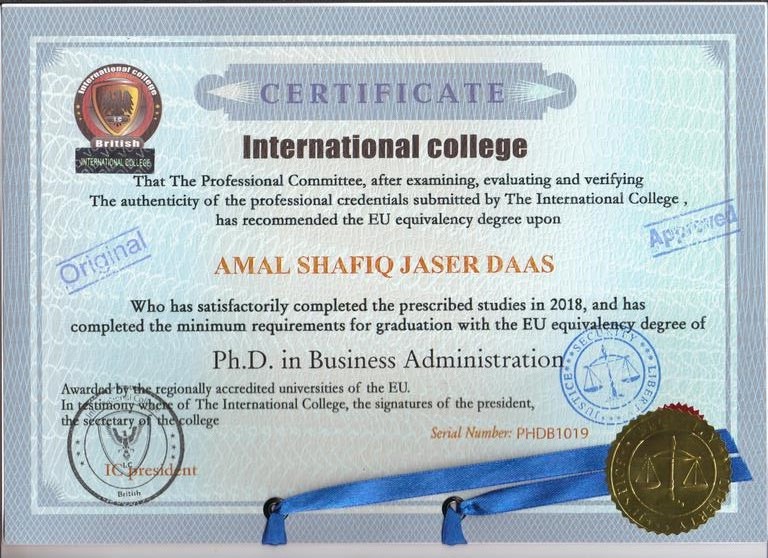 International college
I.C
British
INTERNATIONAL COLLEGE
CERTIFICATE
International college
That The Professional Committee, after examining, evaluating and verifying
The authenticity of the professional credentials submitted by The International College ,
has recommended the EU equivalency degree upon
Original
Approved
AMAL SHAFIQ JASER DAAS
Who has satisfactorily completed the prescribed studies in 2018, and has
completed the minimum requirements for graduation with the EU equivalency degree of
Ph.D. in Business Administration
SECURITY
LIBERTY
JUSTICE
Awarded by the regionally accredited universities of the EU.
In testimony where of The International College, the signatures of the president,
the secretary of the college
Serial Number: PHDB1019
I.C
British
IC president